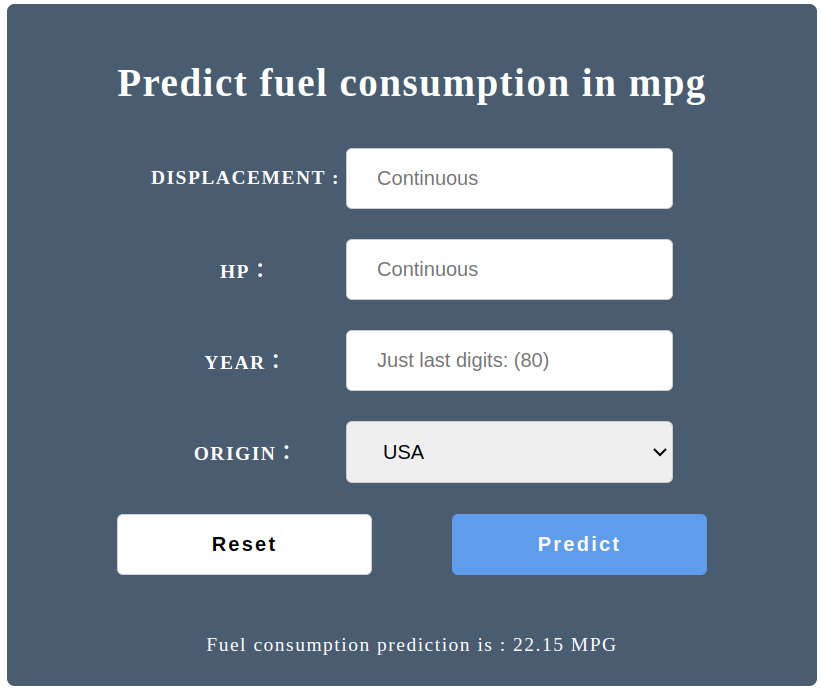 Predict fuel consumption in mpg
DISPLACEMENT : Continuous
HP : Continuous
YEAR : Just last digits: (80)
ORIGIN : USA
Reset Predict
Fuel consumption prediction is : 22.15 MPG